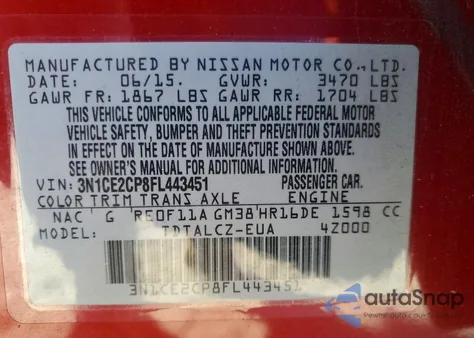 MANUFACTURED BY NISSAN MOTOR CO.,LTD.
DATE: 06/15. GVWR: 3470 LBS
GAWR FR: 1867 LBS GAWR RR: 1704 LBS
THIS VEHICLE CONFORMS TO ALL APPLICABLE FEDERAL MOTOR
VEHICLE SAFETY, BUMPER AND THEFT PREVENTION STANDARDS
IN EFFECT ON THE DATE OF MANUFACTURE SHOWN ABOVE.
SEE OWNER'S MANUAL FOR ADDITIONAL INFORMATION.
VIN: 3N1CE2CP8FL443451 PASSENGER CAR.
COLOR TRIM TRANS AXLE ENGINE
NAC G RE0F11A GM38 HR16DE 1598 CC
MODEL: TDTALCZ-EUA 4Z000
3N1CE2CP8FL443451
autoSnap